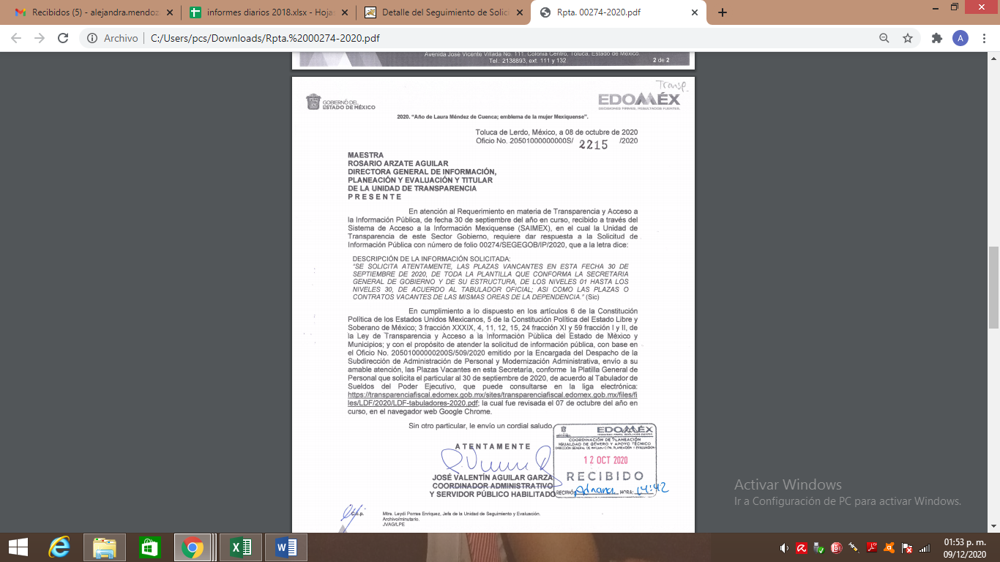 Recibidos (5) - alejandra.mendoz
informes diarios 2018.xlsx - Hoja
Detalle del Seguimiento de Solici
Rpta. 00274-2020.pdf
Archivo
C:/Users/pcs/Downloads/Rpta.%2000274-2020.pdf
A
Avenida José Vicente Villada No. 111, Colonia Centro, Toluca, Estado de México
Tel.: 2138893, ext. 111 y 132
2 de 2
Transp_
GOBIERNO DEL
ESTADO DE MÉXICO
EDOMÉX
DECISIONES FIRMES, RESULTADOS FUERTES.
2020. “Año de Laura Méndez de Cuenca; emblema de la mujer Mexiquense”.
Toluca de Lerdo, México, a 08 de octubre de 2020
Oficio No. 20501000000000S/ 2215 /2020
MAESTRA
ROSARIO ARZATE AGUILAR
DIRECTORA GENERAL DE INFORMACIÓN,
PLANEACIÓN Y EVALUACIÓN Y TITULAR
DE LA UNIDAD DE TRANSPARENCIA
P R E S E N T E
En atención al Requerimiento en materia de Transparencia y Acceso a
la Información Pública, de fecha 30 de septiembre del año en curso, recibido a través del
Sistema de Acceso a la Información Mexiquense (SAIMEX), en el cual la Unidad de
Transparencia de este Sector Gobierno, requiere dar respuesta a la Solicitud de
Información Pública con número de folio 00274/SEGEGOB/IP/2020, que a la letra dice:
DESCRIPCIÓN DE LA INFORMACIÓN SOLICITADA:
“SE SOLICITA ATENTAMENTE, LAS PLAZAS VANCANTES EN ESTA FECHA 30 DE
SEPTIEMBRE DE 2020, DE TODA LA PLANTILLA QUE CONFORMA LA SECRETARIA
GENERAL DE GOBIERNO Y DE SU ESTRUCTURA, DE LOS NIVELES 01 HASTA LOS
NIVELES 30, DE ACUERDO AL TABULADOR OFICIAL; ASI COMO LAS PLAZAS O
CONTRATOS VACANTES DE LAS MISMAS OREAS DE LA DEPENDENCIA.” (Sic)
En cumplimiento a lo dispuesto en los artículos 6 de la Constitución
Política de los Estados Unidos Mexicanos, 5 de la Constitución Política del Estado Libre y
Soberano de México; 3 fracción XXXIX, 4, 11, 12, 15, 24 fracción XI y 59 fracción I y II, de
la Ley de Transparencia y Acceso a la Información Pública del Estado de México y
Municipios; y con el propósito de atender la solicitud de información pública, con base en
el Oficio No. 20501000000200S/509/2020 emitido por la Encargada del Despacho de la
Subdirección de Administración de Personal y Modernización Administrativa, envío a su
amable atención, las Plazas Vacantes en esta Secretaría, conforme la Platilla General de
Personal que solicita el particular al 30 de septiembre de 2020, de acuerdo al Tabulador de
Sueldos del Poder Ejecutivo, que puede consultarse en la liga electrónica:
https://transparenciafiscal.edomex.gob.mx/sites/transparenciafiscal.edomex.gob.mx/files/fi
les/LDF/2020/LDF-tabuladores-2020.pdf; la cual fue revisada el 07 de octubre del año en
curso, en el navegador web Google Chrome.
Sin otro particular, le envío un cordial saludo.
A T E N T A M E N T E
JOSÉ VALENTÍN AGUILAR GARZA
COORDINADOR ADMINISTRATIVO
Y SERVIDOR PÚBLICO HABILITADO
EDOMEX
COORDINACIÓN DE PLANEACIÓN
IGUALDAD DE GÉNERO Y APOYO TÉCNICO
DIRECCIÓN GENERAL DE INFORMACIÓN, PLANEACIÓN Y EVALUACIÓN
12 OCT 2020
RECIBIDO
RECIBIÓ: Adriana HORA: 14:42
C.c.p.
Mtra. Leydi Porras Enríquez, Jefa de la Unidad de Seguimiento y Evaluación.
Archivo/minutario.
JVAG/LPE
Activar Windows
Ir a Configuración de PC para activar Windows.
01:53 p. m.
09/12/2020